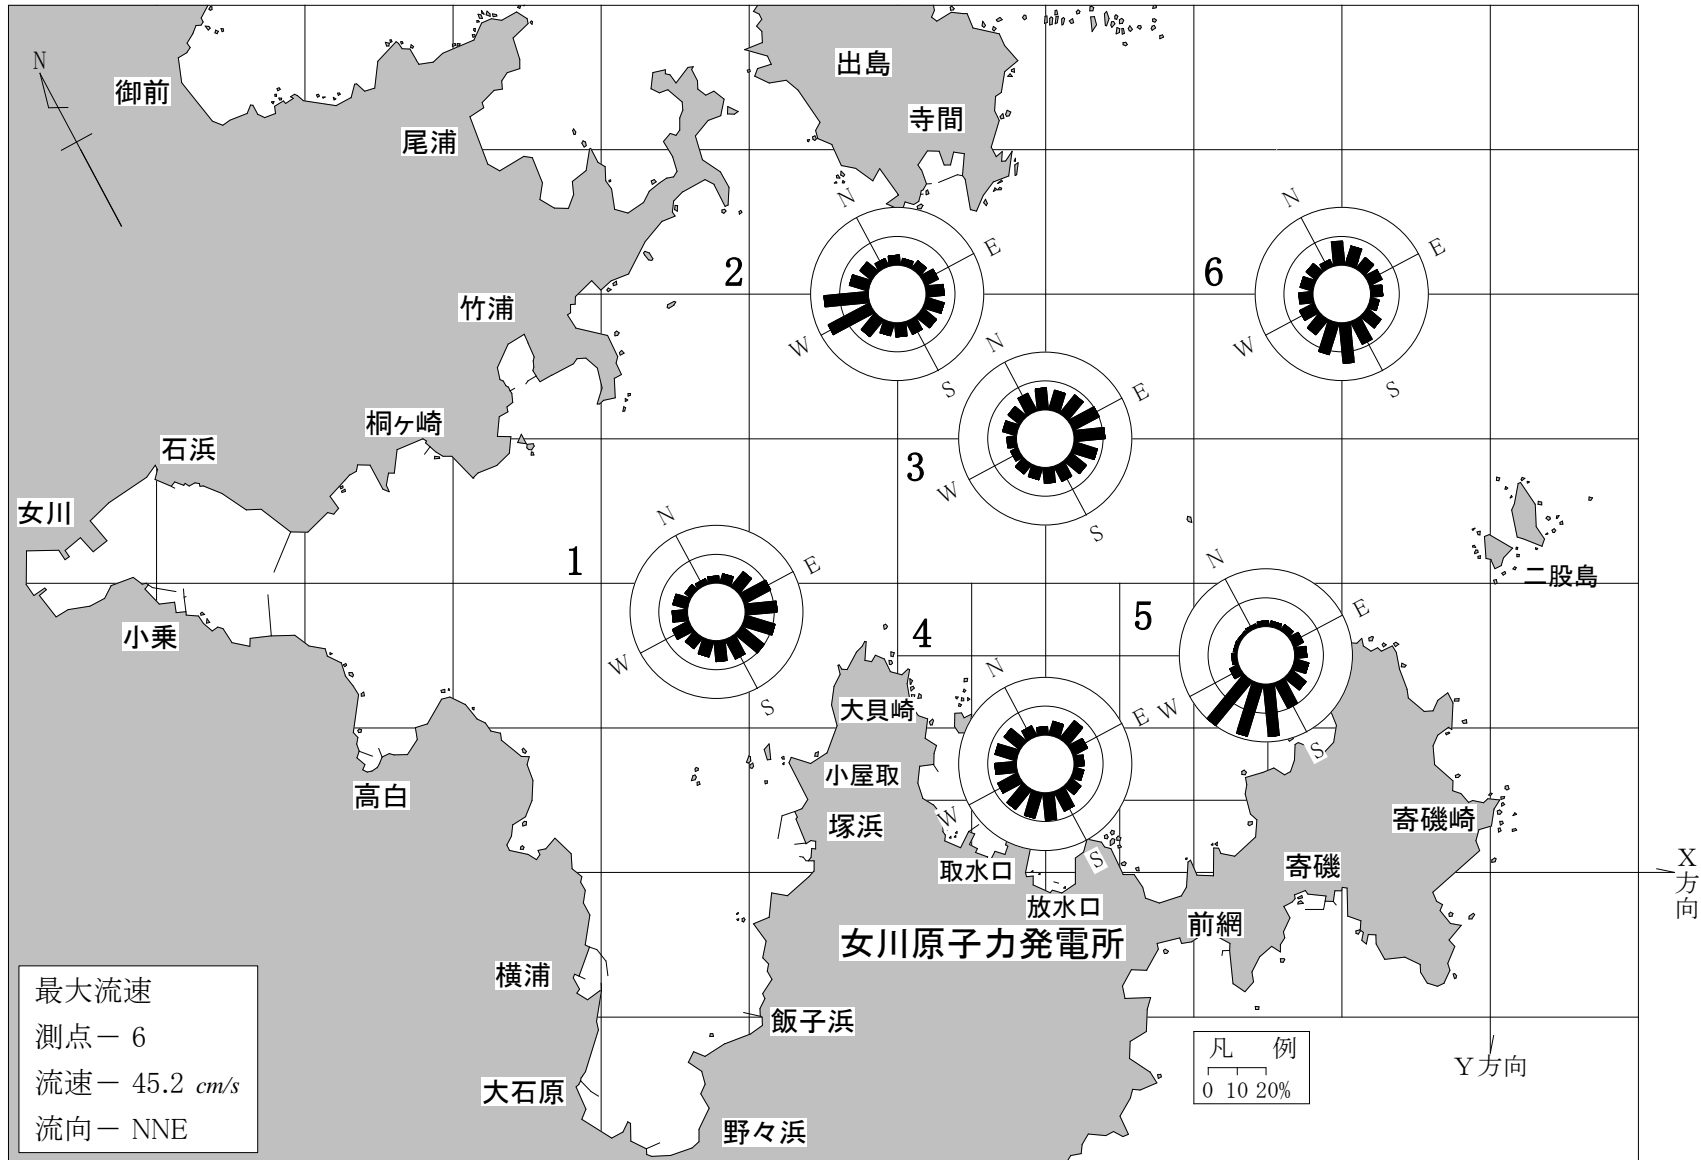 N
御前
尾浦
出島
寺間
竹浦
桐ヶ崎
石浜
女川
小乗
高白
横浦
大石原
野々浜
飯子浜
塚浜
小屋取
大貝崎
取水口
放水口
女川原子力発電所
前網
寄磯
寄磯崎
二股島
1
N
E
W
S
2
N
E
W
S
3
N
E
W
S
4
N
E
W
S
5
N
E
W
S
6
N
E
W
S
X方向
Y方向
最大流速
測点－ 6
流速－ 45.2 cm/s
流向－ NNE
凡 例
0 10 20%